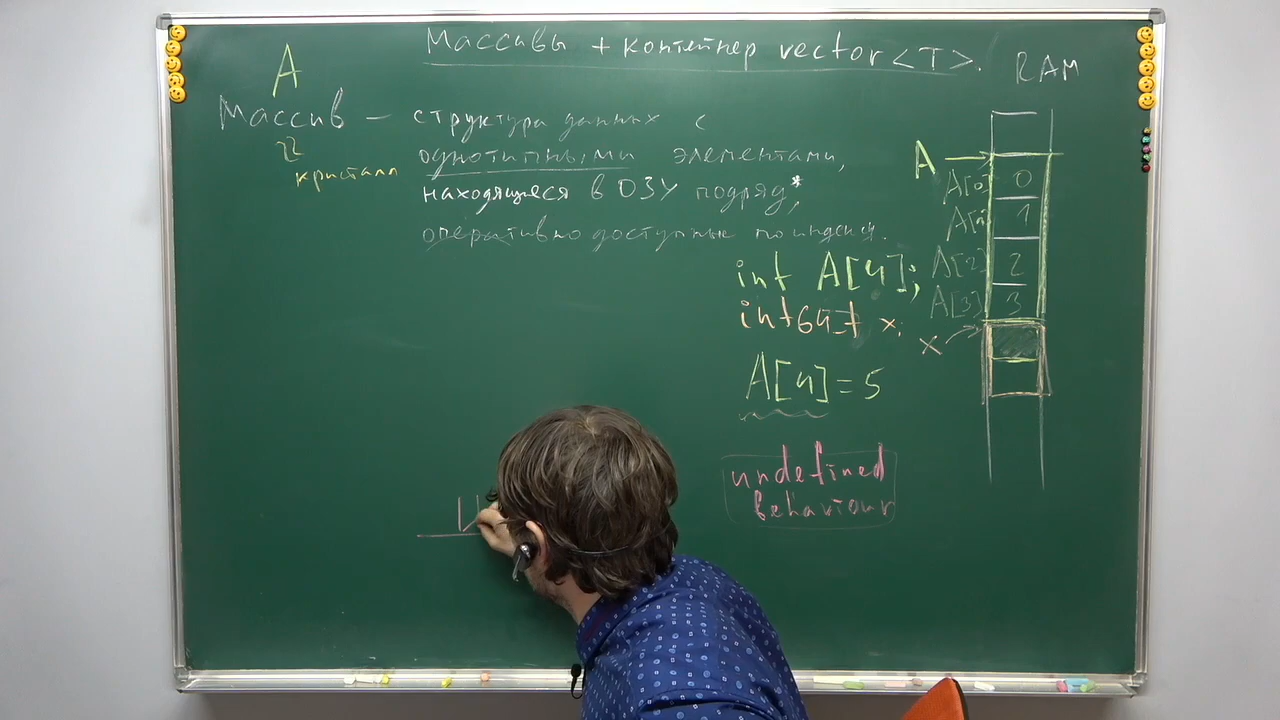 Массивы + контейнер vector<T>.
A
Массив – структура данных с
кристалл
однотипными элементами,
находящиеся в ОЗУ подряд*,
оперативно доступные по индексу.
int A[4];
int64_t x;
A[4]=5
undefined
behaviour
RAM
A
A[0] 0
A[1] 1
A[2] 2
A[3] 3
x